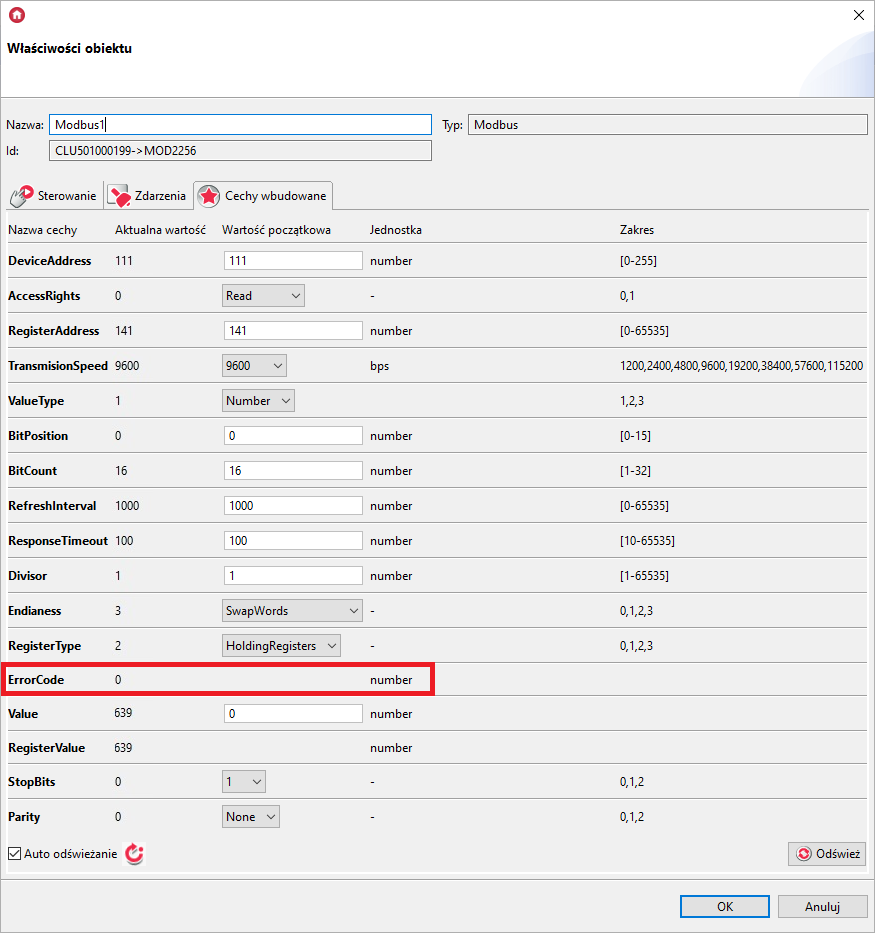 Właściwości obiektu
Nazwa: Modbus1 Typ: Modbus
Id: CLU501000199->MOD2256
Sterowanie Zdarzenia Cechy wbudowane
Nazwa cechy Aktualna wartość Wartość początkowa Jednostka Zakres
DeviceAddress 111 111 number [0-255]
AccessRights 0 Read - 0,1
RegisterAddress 141 141 number [0-65535]
TransmisionSpeed 9600 9600 bps 1200,2400,4800,9600,19200,38400,57600,115200
ValueType 1 Number 1,2,3
BitPosition 0 0 number [0-15]
BitCount 16 16 number [1-32]
RefreshInterval 1000 1000 number [0-65535]
ResponseTimeout 100 100 number [10-65535]
Divisor 1 1 number [1-65535]
Endianess 3 SwapWords - 0,1,2,3
RegisterType 2 HoldingRegisters - 0,1,2,3
ErrorCode 0 number
Value 639 0 number
RegisterValue 639 number
StopBits 0 1 - 0,1,2
Parity 0 None - 0,1,2
Auto odświeżanie Odśwież
OK Anuluj